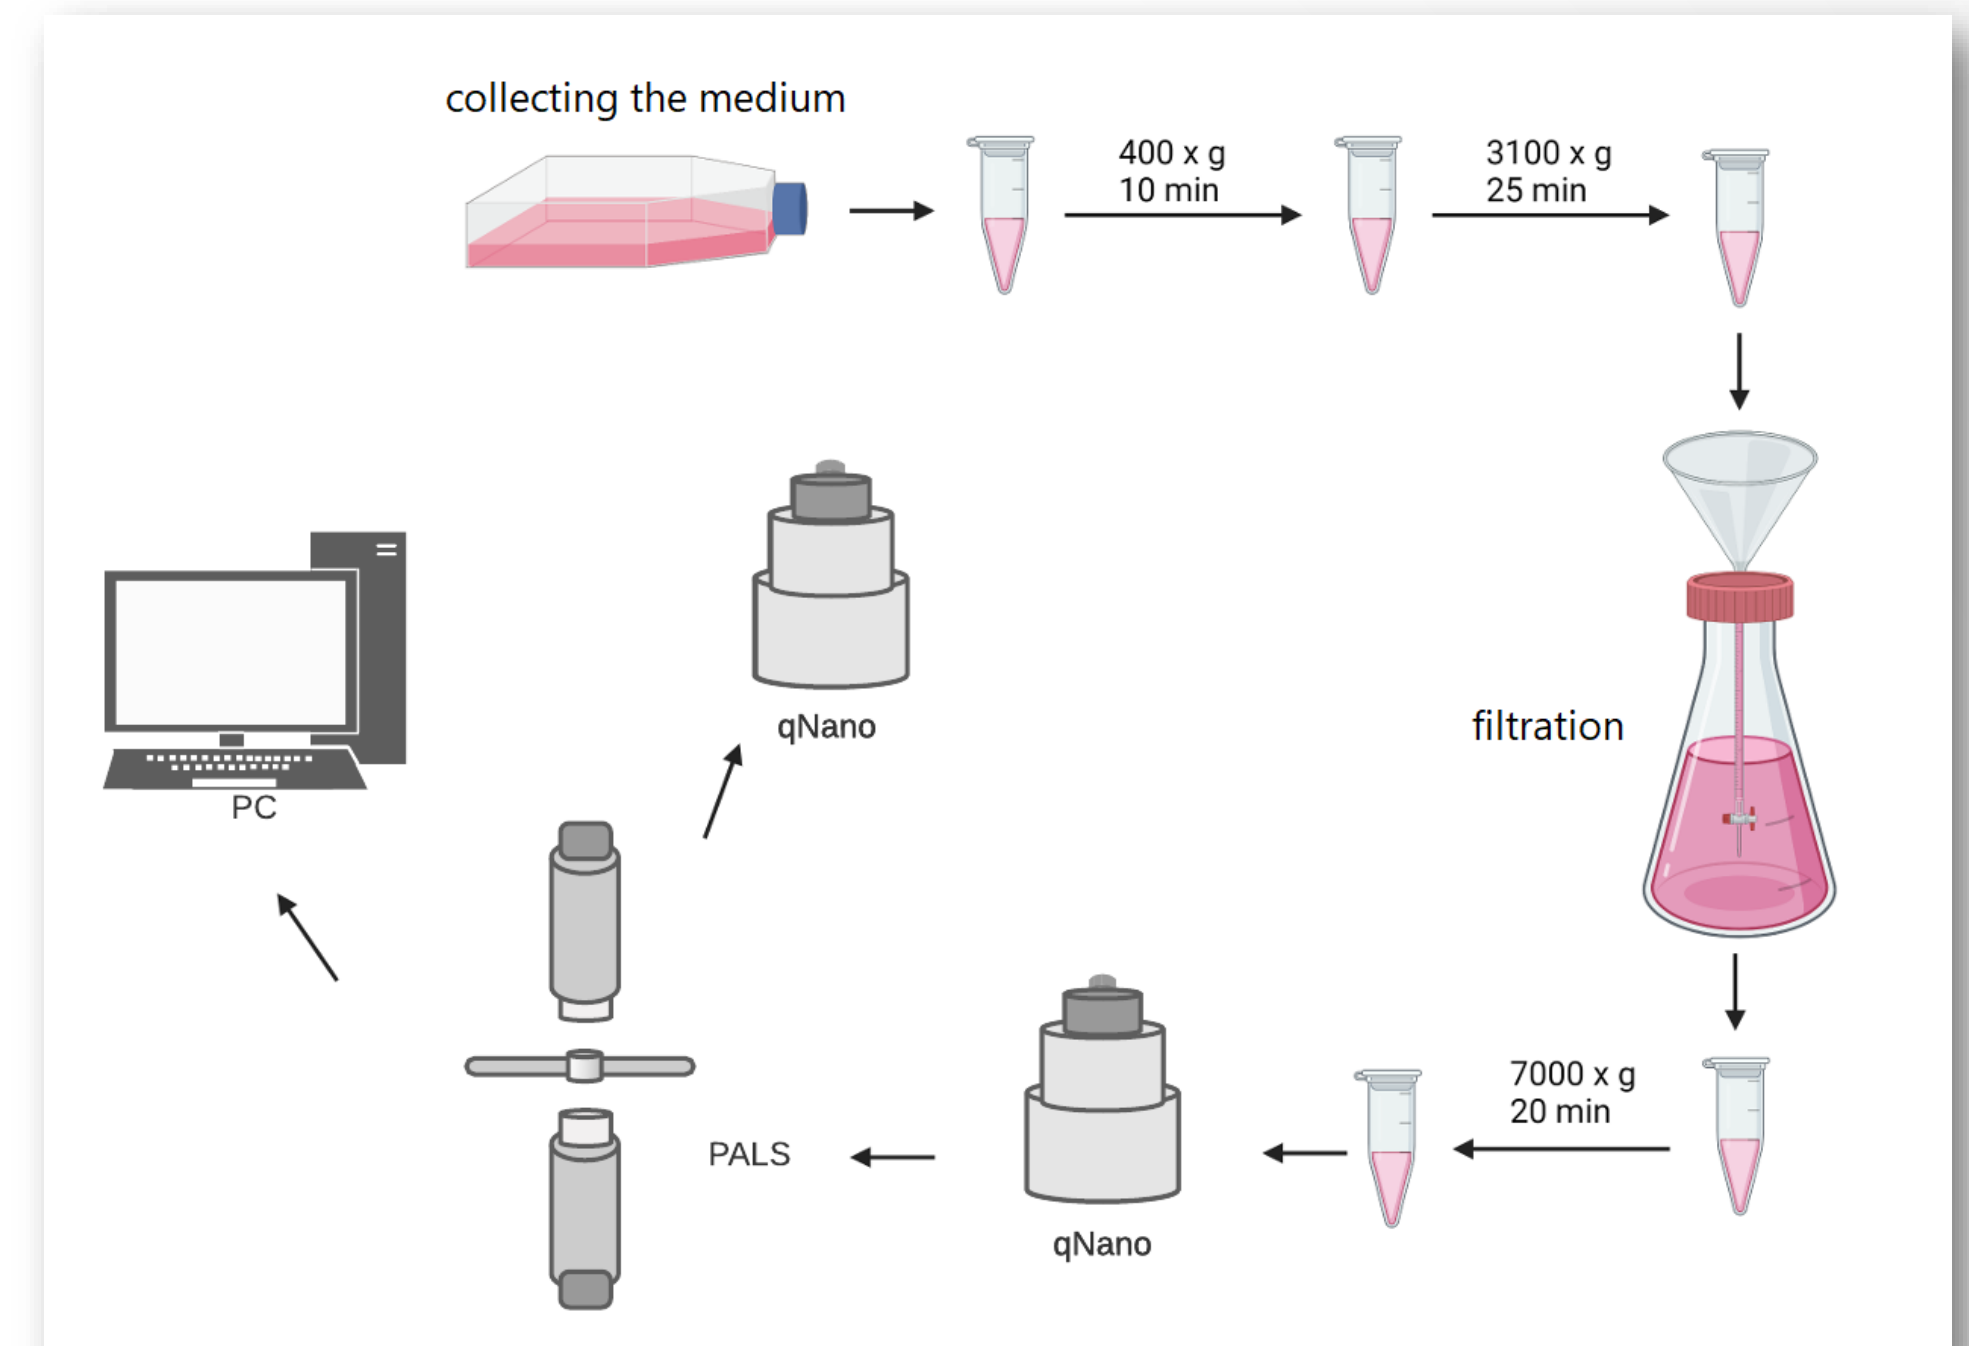 collecting the medium
400 x g
10 min
3100 x g
25 min
filtration
7000 x g
20 min
qNano
PALS
qNano
PC